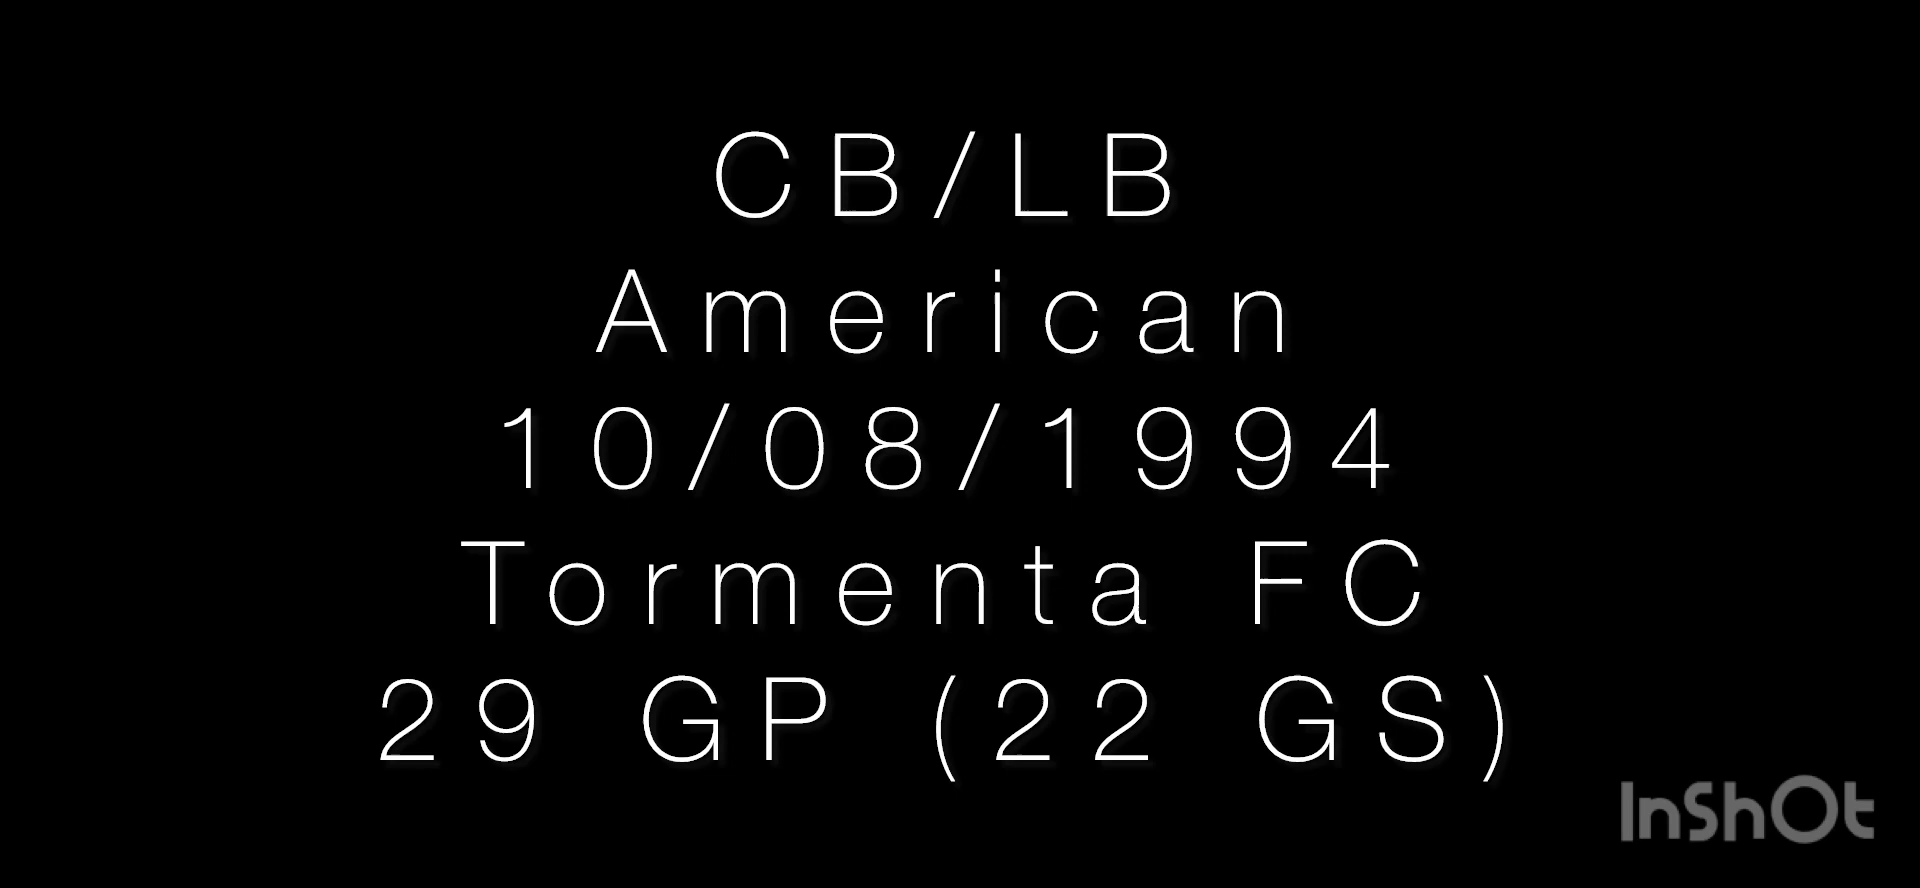 CB/LB
American
10/08/1994
Tormenta FC
29 GP (22 GS)
InShOt